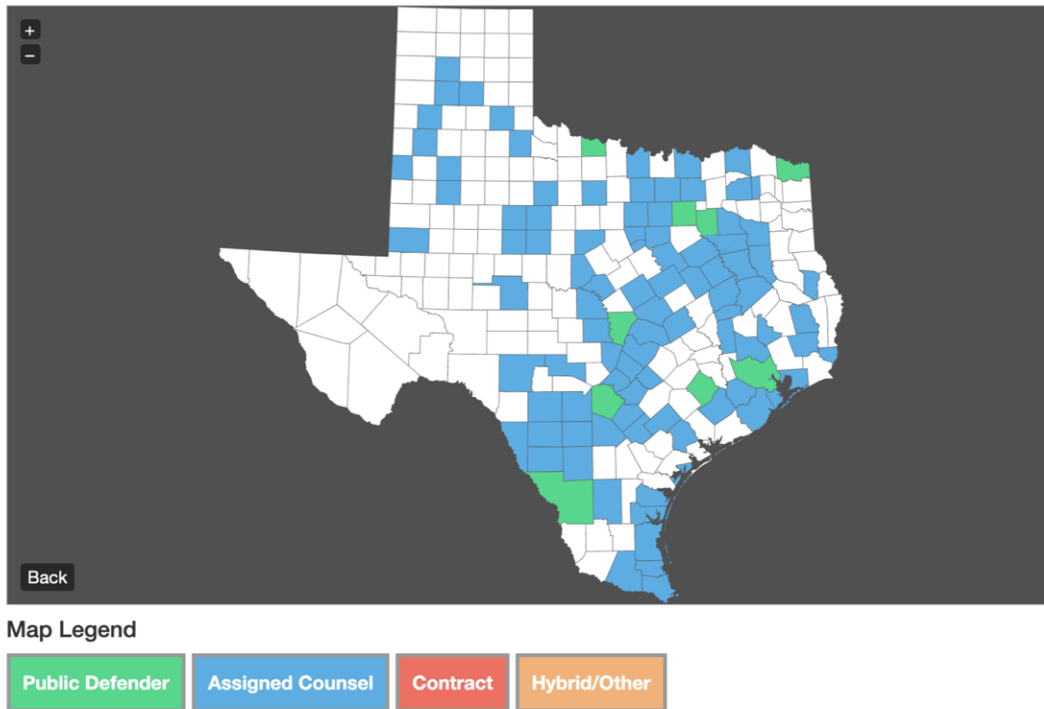 +
−
Back
Map Legend
Public Defender
Assigned Counsel
Contract
Hybrid/Other